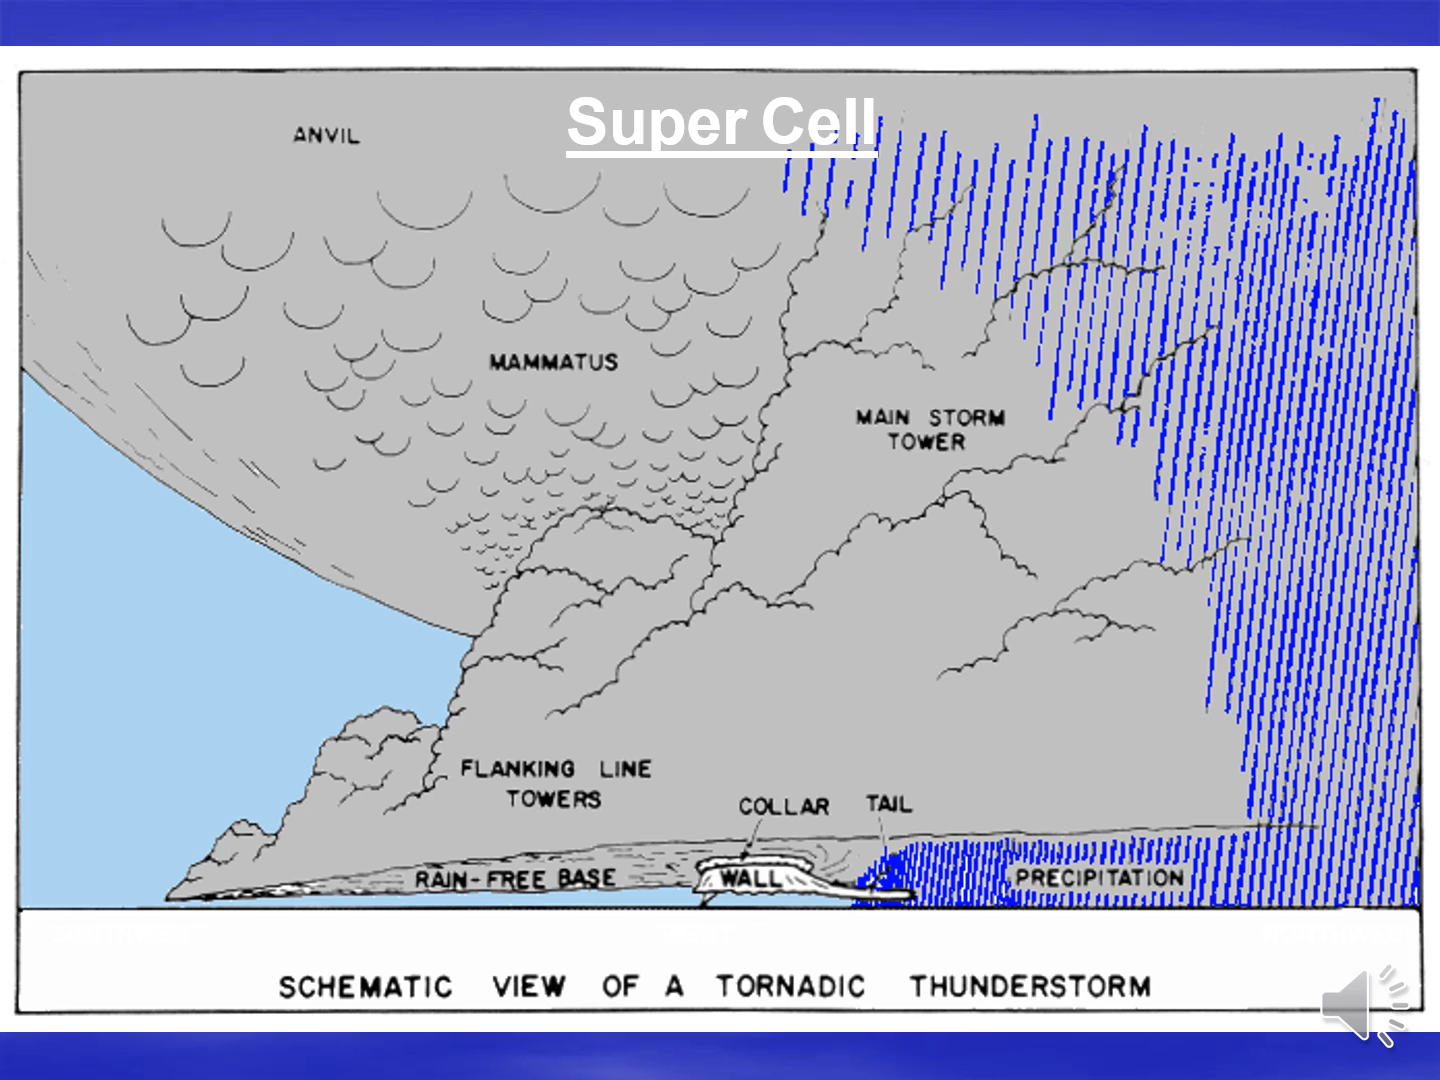 Super Cell
ANVIL
MAMMATUS
MAIN STORM
TOWER
FLANKING LINE
TOWERS
COLLAR TAIL
RAIN-FREE BASE
WALL
PRECIPITATION
SCHEMATIC VIEW OF A TORNADIC THUNDERSTORM